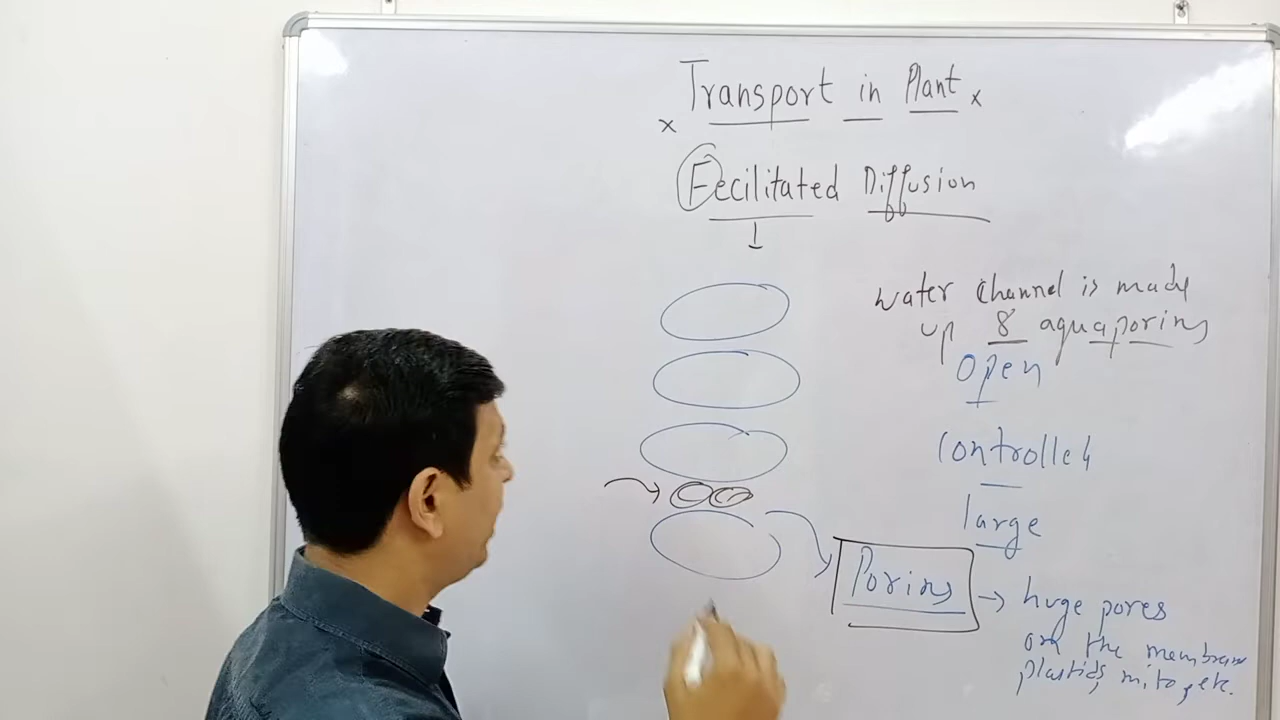 Transport in Plant
Fecilitated Diffusion
Water Channel is made
up 8 aquaporins
Open
Controlled
large
Porins → huge pores
on the membrane
plastids, mito, etc.